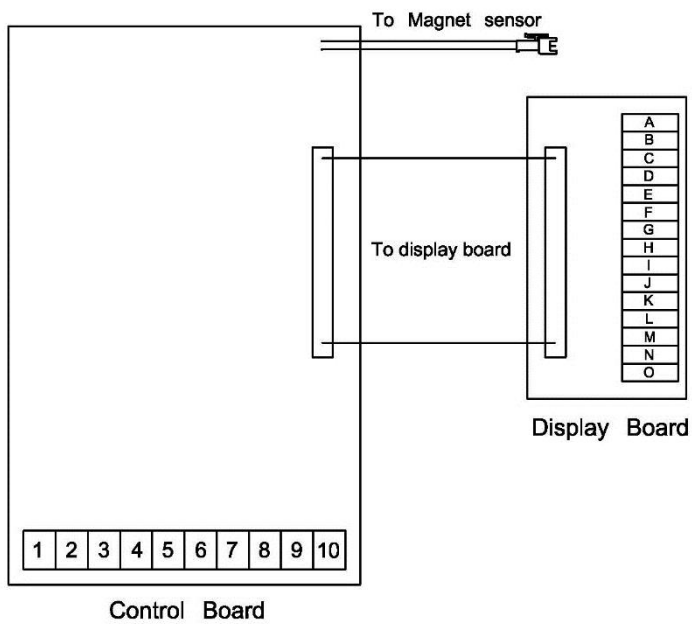 To Magnet sensor
A
B
C
D
E
F
G
H
I
J
K
L
M
N
O
To display board
Display Board
1 2 3 4 5 6 7 8 9 10
Control Board